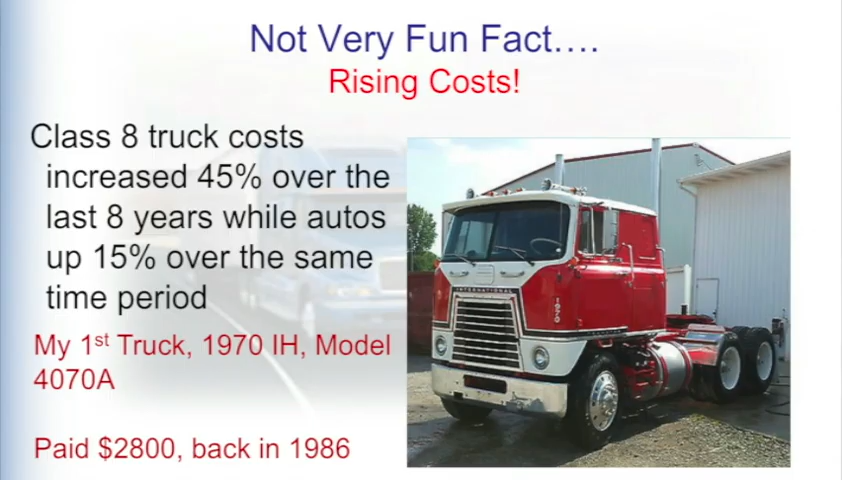 Not Very Fun Fact....
Rising Costs!
Class 8 truck costs
increased 45% over the
last 8 years while autos
up 15% over the same
time period
My 1st Truck, 1970 IH, Model
4070A
Paid $2800, back in 1986
INTERNATIONAL
1970